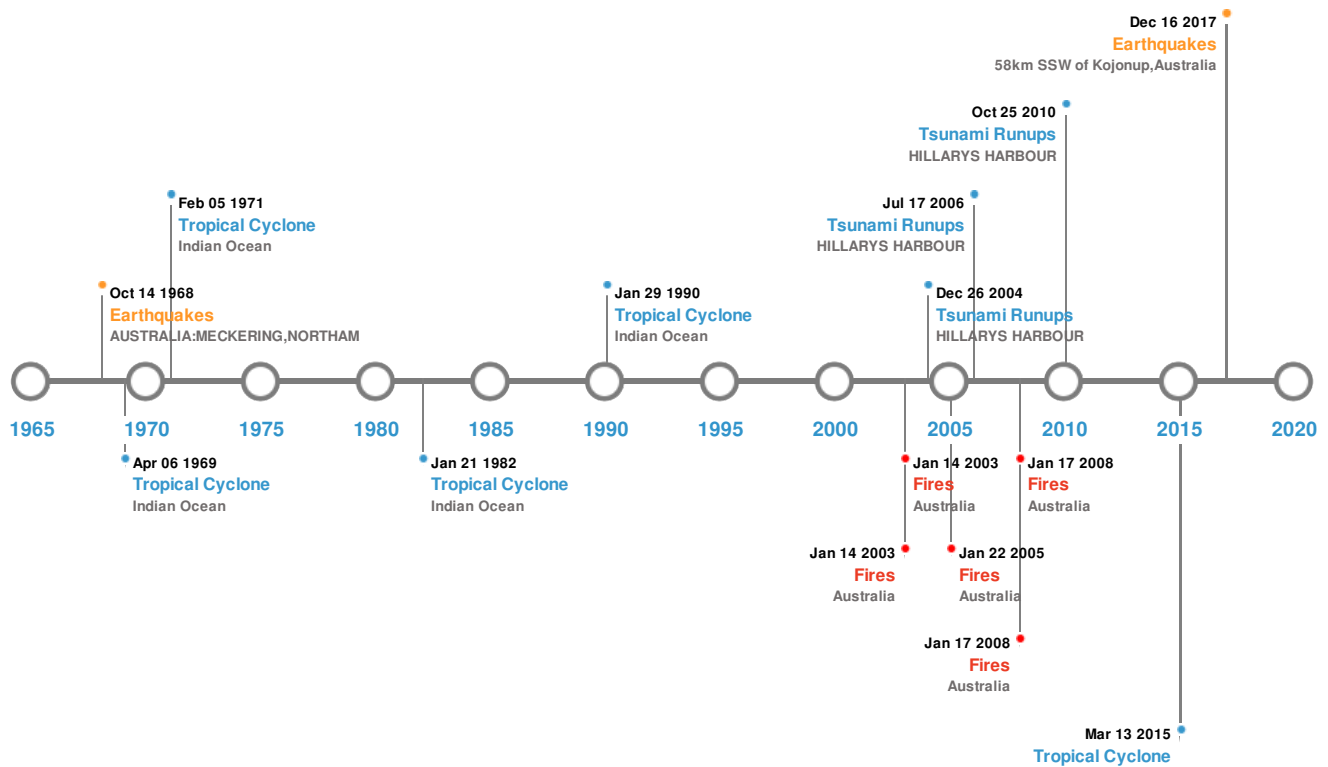 Dec 16 2017
Earthquakes
58km SSW of Kojonup,Australia
Oct 25 2010
Tsunami Runups
HILLARYS HARBOUR
Feb 05 1971
Tropical Cyclone
Indian Ocean
Jul 17 2006
Tsunami Runups
HILLARYS HARBOUR
Oct 14 1968
Earthquakes
AUSTRALIA:MECKERING,NORTHAM
Jan 29 1990
Tropical Cyclone
Indian Ocean
Dec 26 2004
Tsunami Runups
HILLARYS HARBOUR
1965 1970 1975 1980 1985 1990 1995 2000 2005 2010 2015 2020
Apr 06 1969
Tropical Cyclone
Indian Ocean
Jan 21 1982
Tropical Cyclone
Indian Ocean
Jan 14 2003
Fires
Australia
Jan 17 2008
Fires
Australia
Jan 14 2003
Fires
Australia
Jan 22 2005
Fires
Australia
Jan 17 2008
Fires
Australia
Mar 13 2015
Tropical Cyclone